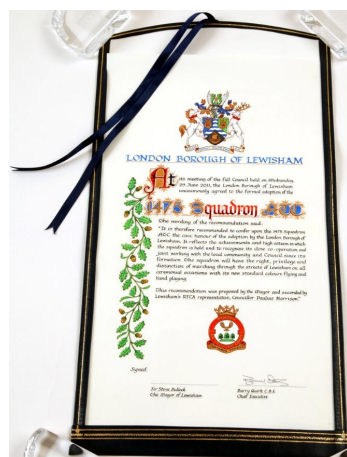 LONDON BOROUGH OF LEWISHAM
At its meeting of the Full Council held on Wednesday,
29 June 2011, the London Borough of Lewisham
unanimously agreed to the formal adoption of the
1475 Squadron ACC
The wording of the recommendation said:
"It is therefore recommended to confer upon the 1475 Squadron
ACC the civic honour of the adoption by the London Borough of
Lewisham. It reflects the achievements and high esteem in which
the squadron is held and to recognise its close co-operation and
joint working with the local community and Council since its
formation. The squadron will have the right, privilege and
distinction of marching through the streets of Lewisham on all
ceremonial occasions with its new standard colours flying and
band playing.
This recommendation was proposed by the Mayor and seconded by
Lewisham's RFCA representative, Councillor Pauline Morrison."
Signed:
Sir Steve Bullock
The Mayor of Lewisham
Barry Quirk C.B.E.
Chief Executive